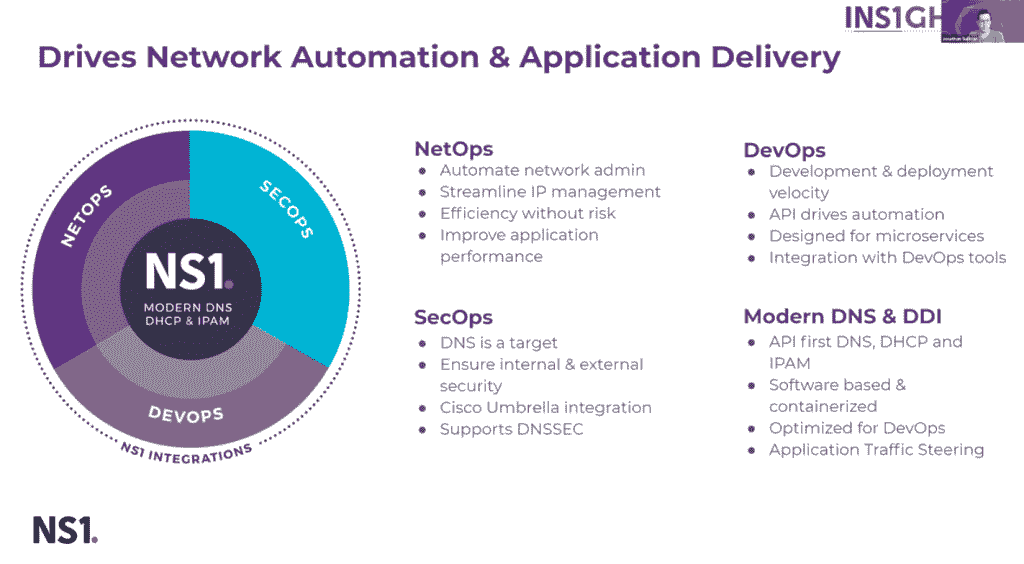 INS1GH
Drives Network Automation & Application Delivery
NETOPS
SECOPS
NS1.
MODERN DNS
DHCP & IPAM
DEVOPS
NS1 INTEGRATIONS
NetOps
● Automate network admin
● Streamline IP management
● Efficiency without risk
● Improve application
performance
DevOps
● Development & deployment
velocity
● API drives automation
● Designed for microservices
● Integration with DevOps tools
SecOps
● DNS is a target
● Ensure internal & external
security
● Cisco Umbrella integration
● Supports DNSSEC
Modern DNS & DDI
● API first DNS, DHCP and
IPAM
● Software based &
containerized
● Optimized for DevOps
● Application Traffic Steering
NS1.